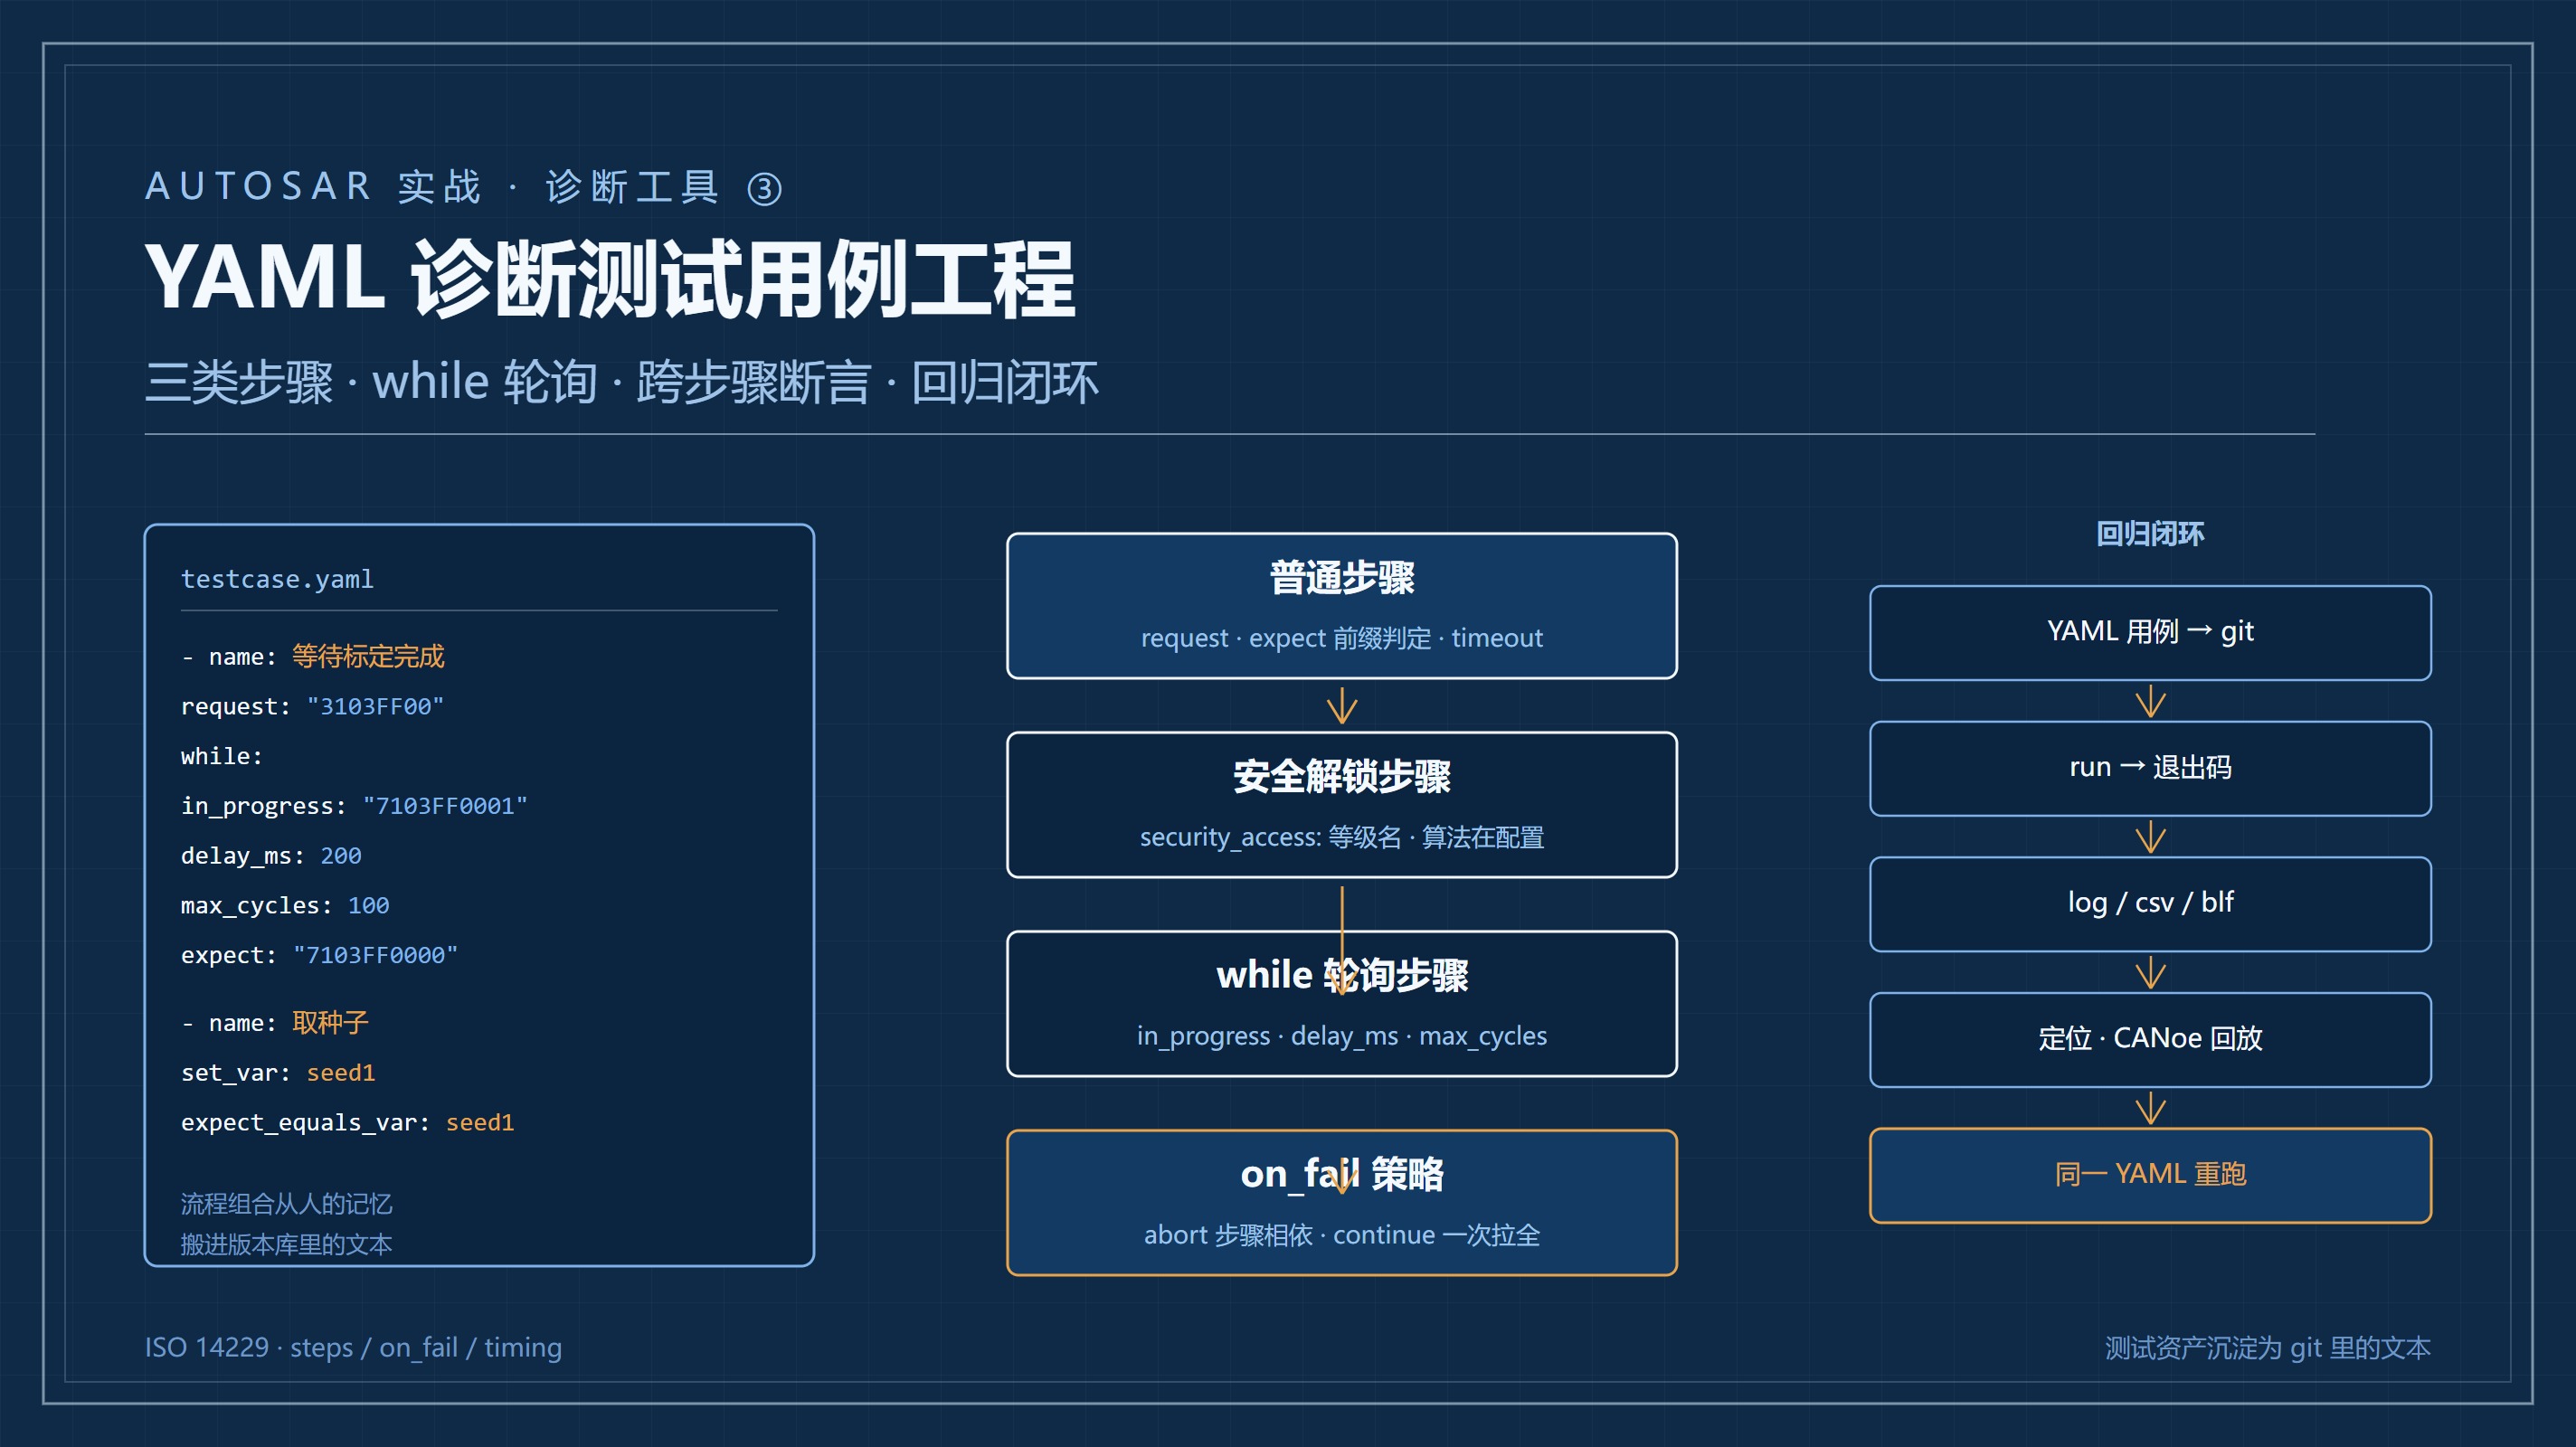 AUTOSAR 实战 · 诊断工具 ③
YAML 诊断测试用例工程
三类步骤 · while 轮询 · 跨步骤断言 · 回归闭环
testcase.yaml
- name: 等待标定完成
request: "3103FF00"
while:
in_progress: "7103FF0001"
delay_ms: 200
max_cycles: 100
expect: "7103FF0000"
- name: 取种子
set_var: seed1
expect_equals_var: seed1
流程组合从人的记忆
搬进版本库里的文本
普通步骤
request · expect 前缀判定 · timeout
安全解锁步骤
security_access: 等级名 · 算法在配置
while 轮询步骤
in_progress · delay_ms · max_cycles
on_fail 策略
abort 步骤相依 · continue 一次拉全
回归闭环
YAML 用例 → git
run → 退出码
log / csv / blf
定位 · CANoe 回放
同一 YAML 重跑
ISO 14229 · steps / on_fail / timing
测试资产沉淀为 git 里的文本